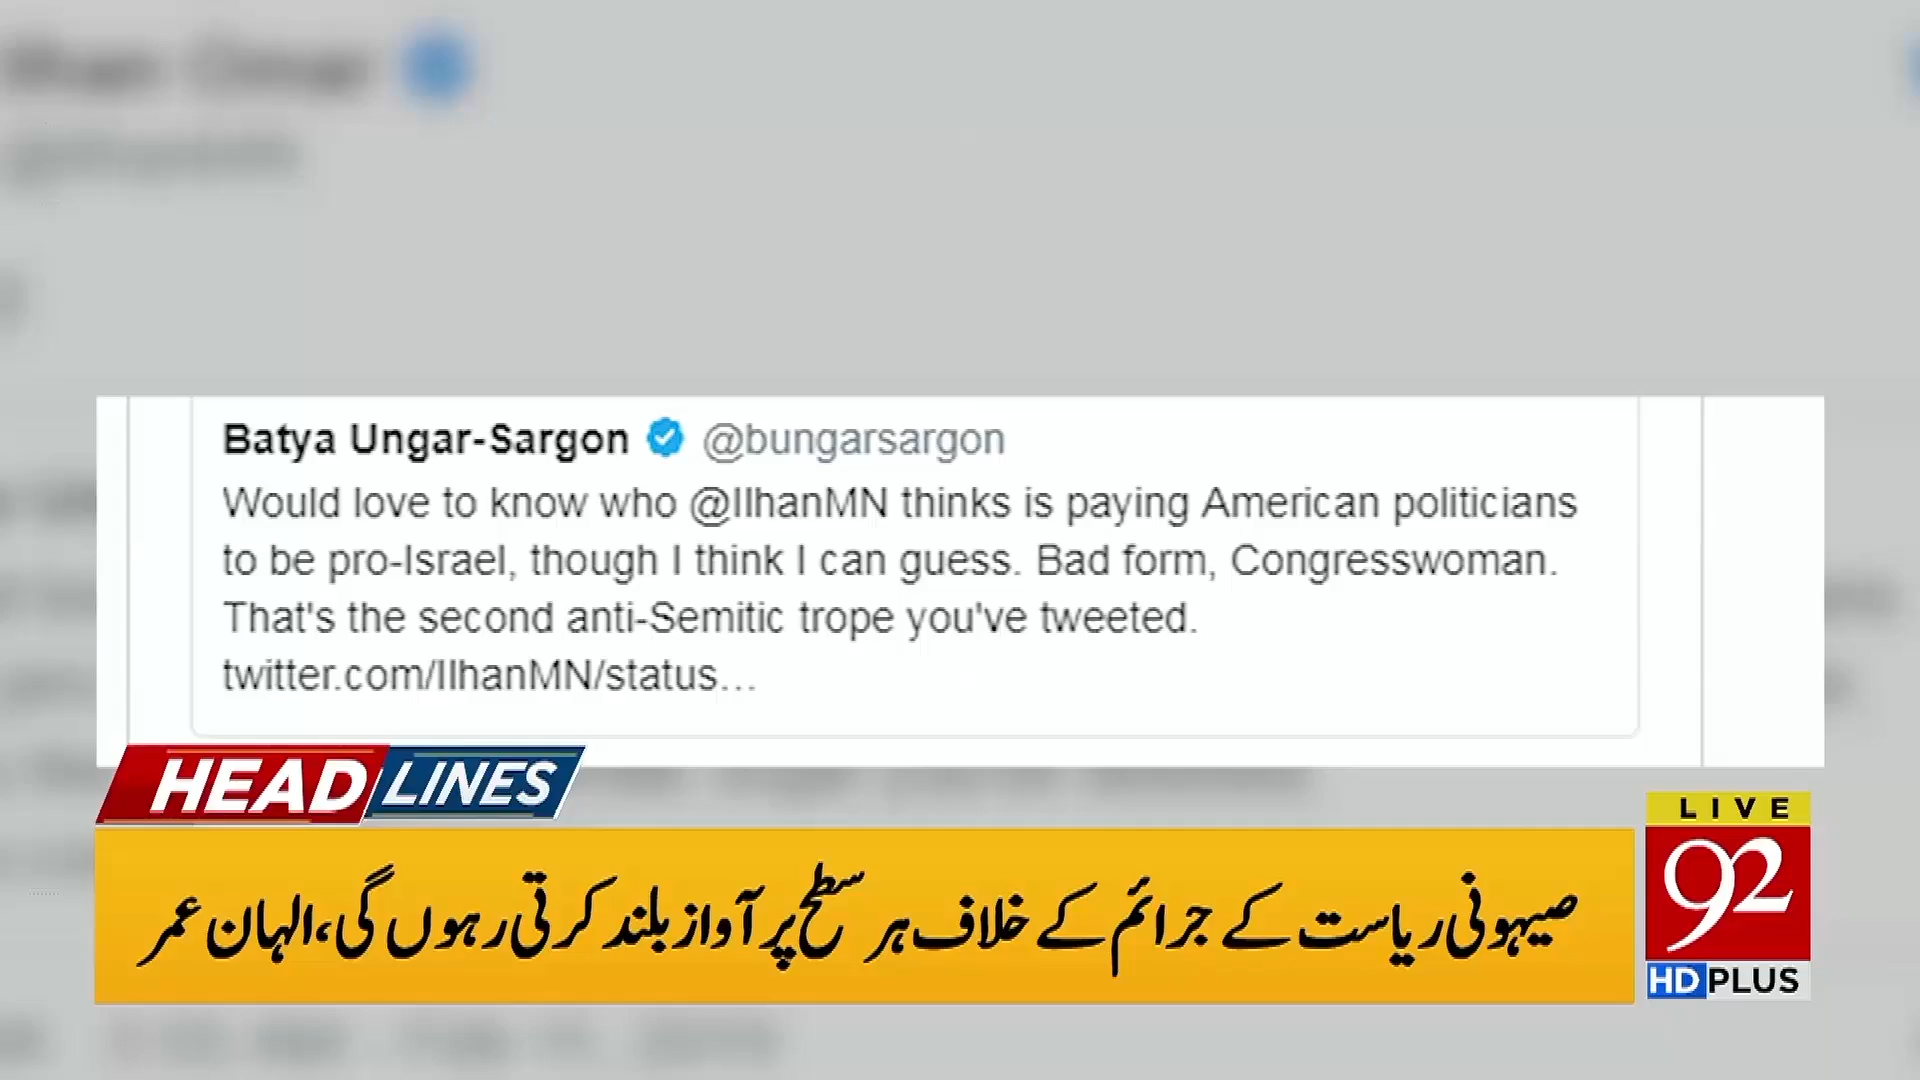 Batya Ungar-Sargon @bungarsargon
Would love to know who @IlhanMN thinks is paying American politicians
to be pro-Israel, though I think I can guess. Bad form, Congresswoman.
That's the second anti-Semitic trope you've tweeted.
twitter.com/IlhanMN/status...
HEADLINES
صیہونی ریاست کے جرائم کے خلاف ہر سطح پر آواز بلند کرتی رہوں گی، الہان عمر
LIVE
92
HD PLUS